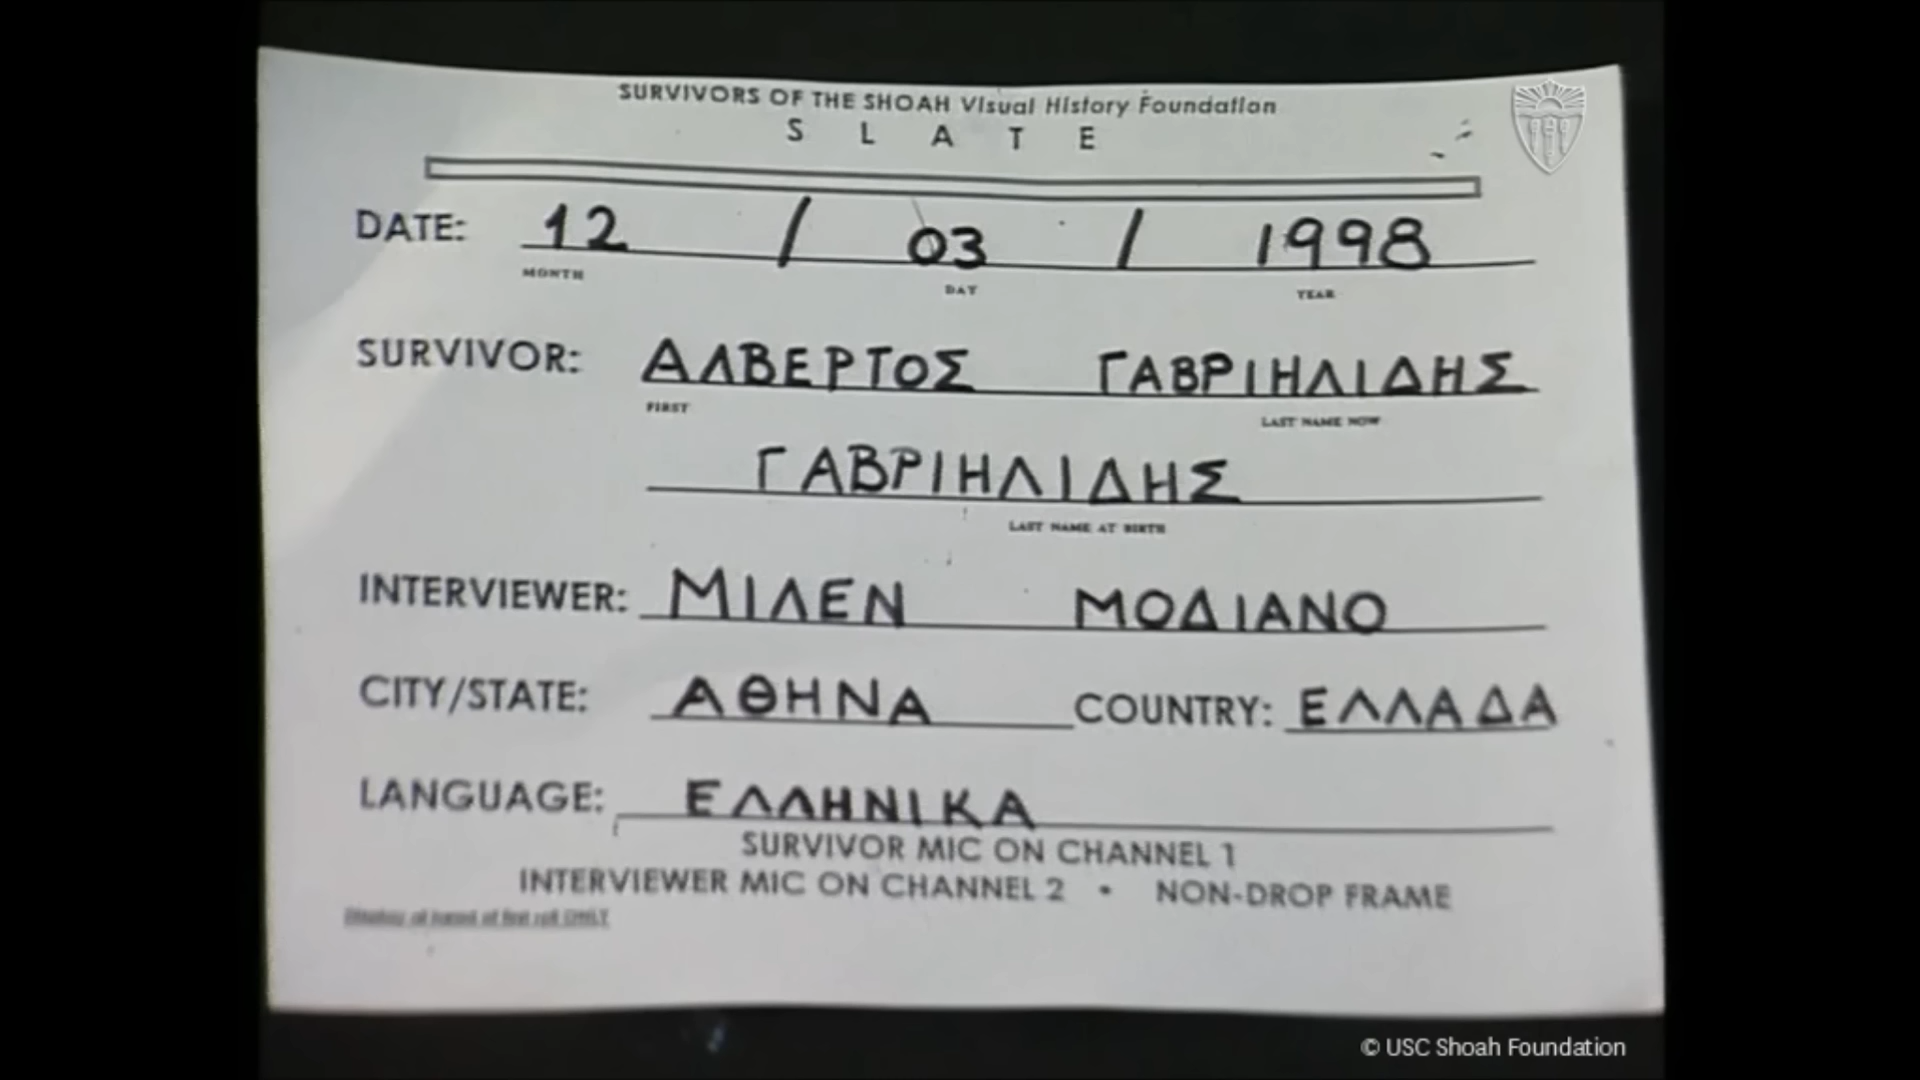 SURVIVORS OF THE SHOAH Visual History Foundation
S L A T E
DATE: 12 / 03 / 1998
MONTH DAY YEAR
SURVIVOR: ΑΛΒΕΡΤΟΣ ΓΑΒΡΙΗΛΙΔΗΣ
FIRST LAST NAME NOW
ΓΑΒΡΙΗΛΙΔΗΣ
LAST NAME AT BIRTH
INTERVIEWER: ΜΙΛΕΝ ΜΟΔΙΑΝΟ
CITY/STATE: ΑΘΗΝΑ COUNTRY: ΕΛΛΑΔΑ
LANGUAGE: ΕΛΛΗΝΙΚΑ
SURVIVOR MIC ON CHANNEL 1
INTERVIEWER MIC ON CHANNEL 2 • NON-DROP FRAME
© USC Shoah Foundation